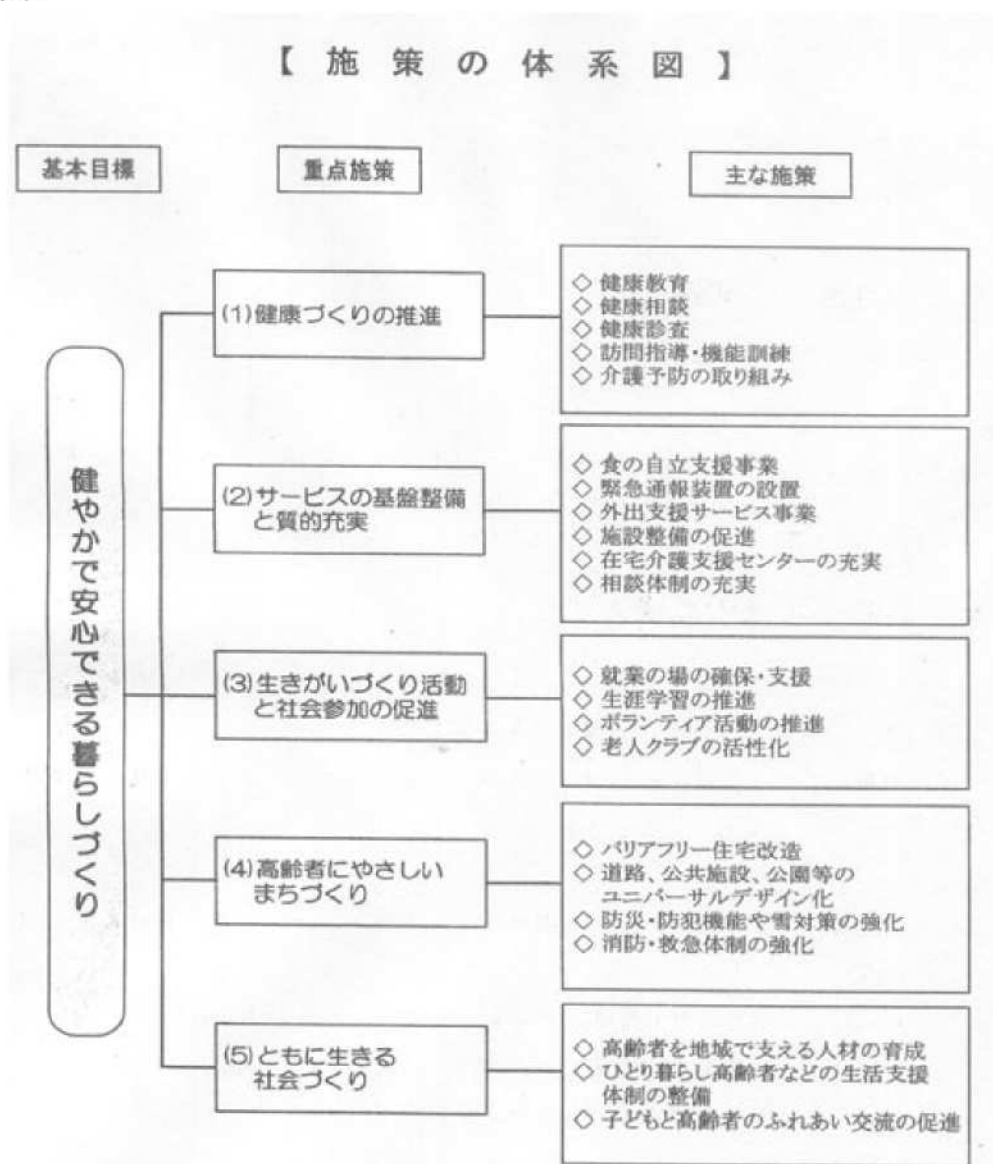 【施策の体系図】
基本目標
重点施策
主な施策
健やかで安心できる暮らしづくり
(1)健康づくりの推進
◇ 健康教育
◇ 健康相談
◇ 健康診査
◇ 訪問指導・機能訓練
◇ 介護予防の取り組み
(2)サービスの基盤整備
と質的充実
◇ 食の自立支援事業
◇ 緊急通報装置の設置
◇ 外出支援サービス事業
◇ 施設整備の促進
◇ 在宅介護支援センターの充実
◇ 相談体制の充実
(3)生きがいづくり活動
と社会参加の促進
◇ 就業の場の確保・支援
◇ 生涯学習の推進
◇ ボランティア活動の推進
◇ 老人クラブの活性化
(4)高齢者にやさしい
まちづくり
◇ バリアフリー住宅改造
◇ 道路、公共施設、公園等の
ユニバーサルデザイン化
◇ 防災・防犯機能や雪対策の強化
◇ 消防・救急体制の強化
(5)ともに生きる
社会づくり
◇ 高齢者を地域で支える人材の育成
◇ ひとり暮らし高齢者などの生活支援
体制の整備
◇ 子どもと高齢者のふれあい交流の促進